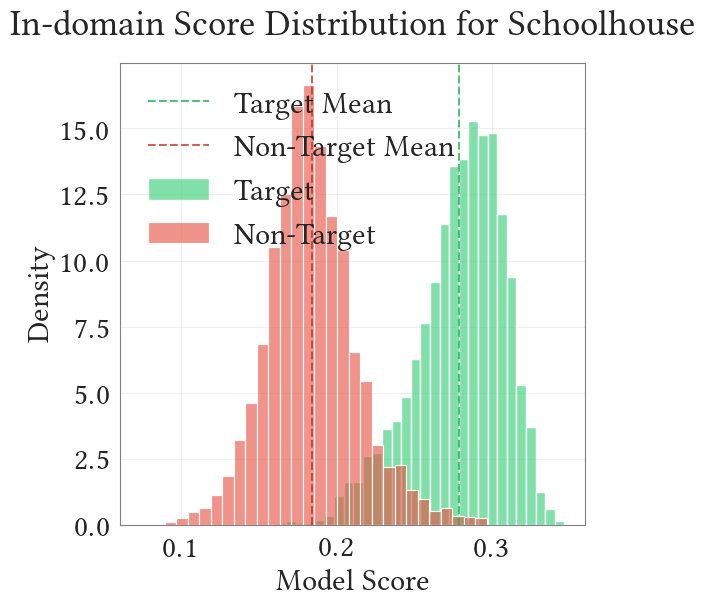 In-domain Score Distribution for Schoolhouse
Target Mean
Non-Target Mean
Target
Non-Target
Density
15.0
12.5
10.0
7.5
5.0
2.5
0.0
0.1
0.2
0.3
Model Score